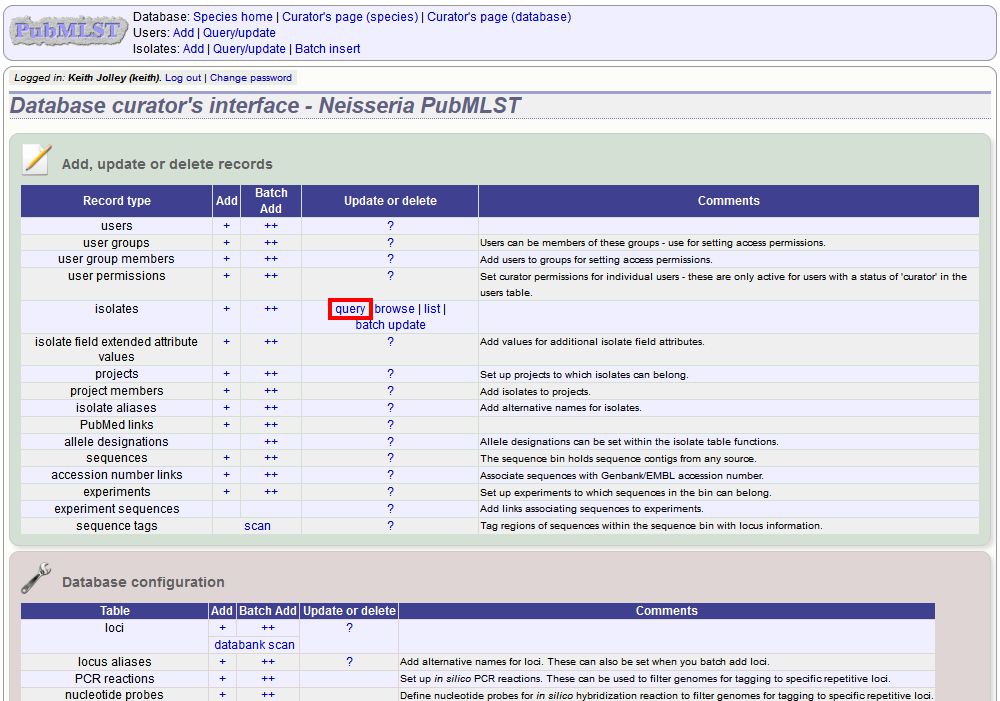 PubMLST
Database: Species home | Curator's page (species) | Curator's page (database)
Users: Add | Query/update
Isolates: Add | Query/update | Batch insert
Logged in: Keith Jolley (keith). Log out | Change password
Database curator's interface - Neisseria PubMLST
Add, update or delete records
Record type Add Batch Add Update or delete Comments
users + ++ ?
user groups + ++ ? Users can be members of these groups - use for setting access permissions.
user group members + ++ ? Add users to groups for setting access permissions.
user permissions + ++ ? Set curator permissions for individual users - these are only active for users with a status of 'curator' in the
users table.
isolates + ++ query browse | list |
batch update
isolate field extended attribute + ++ ? Add values for additional isolate field attributes.
values
projects + ++ ? Set up projects to which isolates can belong.
project members + ++ ? Add isolates to projects.
isolate aliases + ++ ? Add alternative names for isolates.
PubMed links + ++ ?
allele designations ++ ? Allele designations can be set within the isolate table functions.
sequences + ++ ? The sequence bin holds sequence contigs from any source.
accession number links + ++ ? Associate sequences with Genbank/EMBL accession number.
experiments + ++ ? Set up experiments to which sequences in the bin can belong.
experiment sequences ? Add links associating sequences to experiments.
sequence tags scan ? Tag regions of sequences within the sequence bin with locus information.
Database configuration
Table Add Batch Add Update or delete Comments
loci + ++ ?
databank scan
locus aliases + ++ ? Add alternative names for loci. These can also be set when you batch add loci.
PCR reactions + ++ ? Set up in silico PCR reactions. These can be used to filter genomes for tagging to specific repetitive loci.
nucleotide probes + ++ ? Define nucleotide probes for in silico hybridization reaction to filter genomes for tagging to specific repetitive loci.